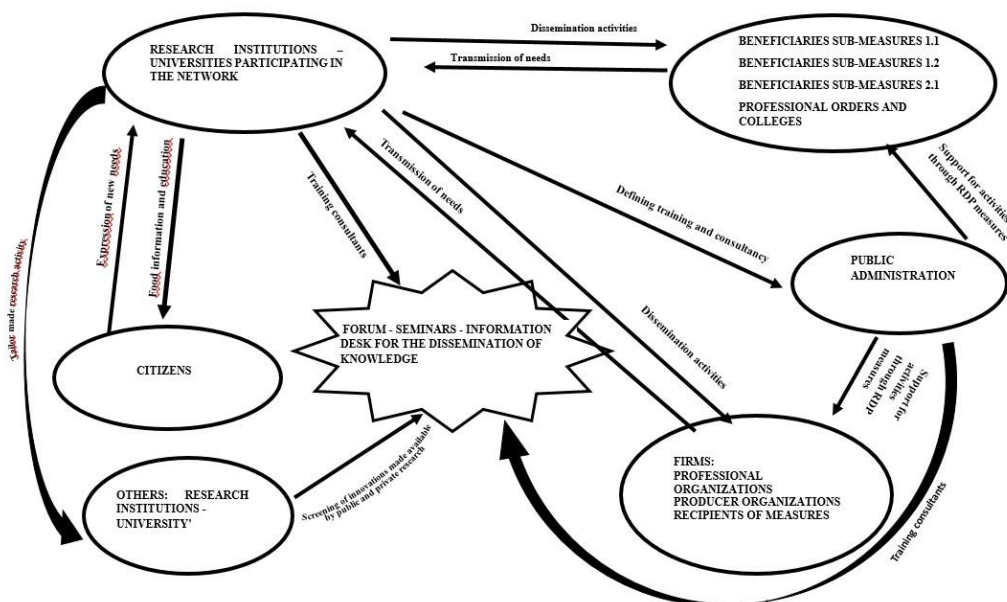 RESEARCH INSTITUTIONS –
UNIVERSITIES PARTICIPATING IN
THE NETWORK
Dissemination activities
Transmission of needs
BENEFICIARIES SUB-MEASURES 1.1
BENEFICIARIES SUB-MEASURES 1.2
BENEFICIARIES SUB-MEASURES 2.1
PROFESSIONAL ORDERS AND
COLLEGES
Tailor made research activity
Expression of new needs
Food information and education
Training consultants
Transmission of needs
Defining training and consultancy
Support for activities
through RDP measures
PUBLIC
ADMINISTRATION
FORUM - SEMINARS - INFORMATION
DESK FOR THE DISSEMINATION OF
KNOWLEDGE
Dissemination activities
CITIZENS
Support for
activities
through RDP
measures
OTHERS: RESEARCH
INSTITUTIONS -
UNIVERSITY'
Screening of innovations made available
by public and private research
FIRMS:
PROFESSIONAL
ORGANIZATIONS
PRODUCER ORGANIZATIONS
RECIPIENTS OF MEASURES
Training consultants